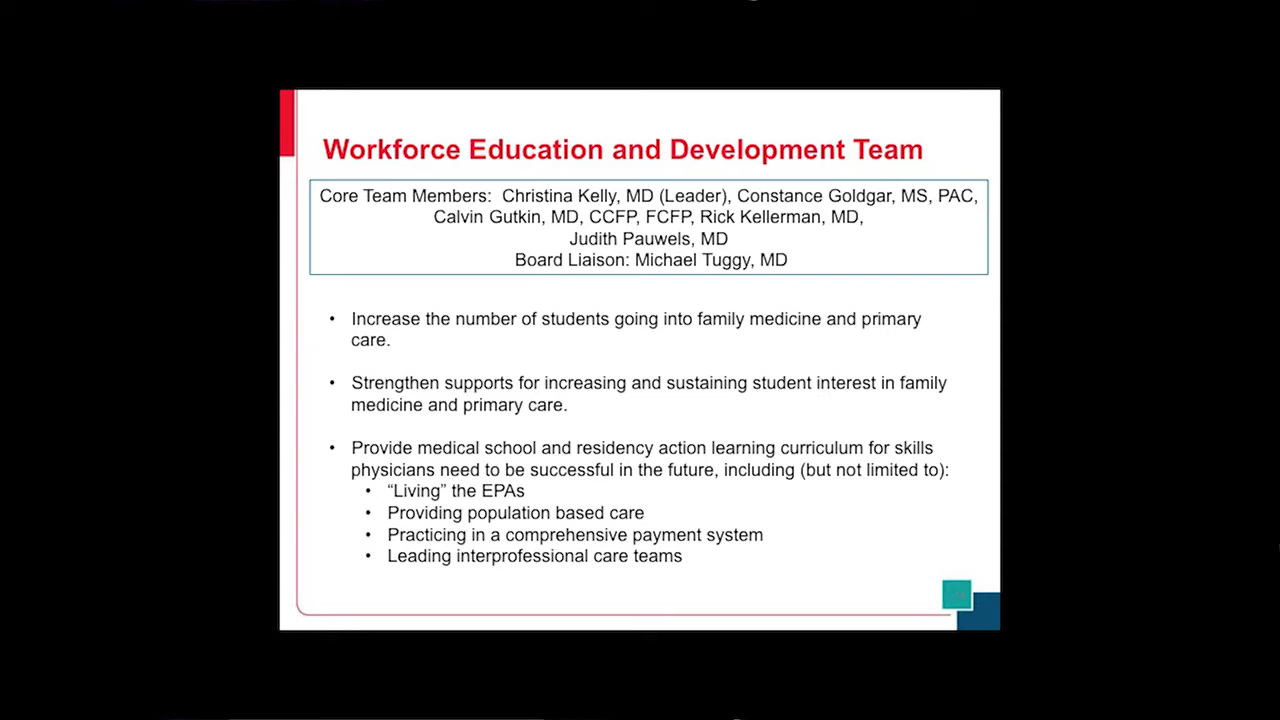 Workforce Education and Development Team
Core Team Members: Christina Kelly, MD (Leader), Constance Goldgar, MS, PAC,
Calvin Gutkin, MD, CCFP, FCFP, Rick Kellerman, MD,
Judith Pauwels, MD
Board Liaison: Michael Tuggy, MD
• Increase the number of students going into family medicine and primary
care.
• Strengthen supports for increasing and sustaining student interest in family
medicine and primary care.
• Provide medical school and residency action learning curriculum for skills
physicians need to be successful in the future, including (but not limited to):
• “Living” the EPAs
• Providing population based care
• Practicing in a comprehensive payment system
• Leading interprofessional care teams